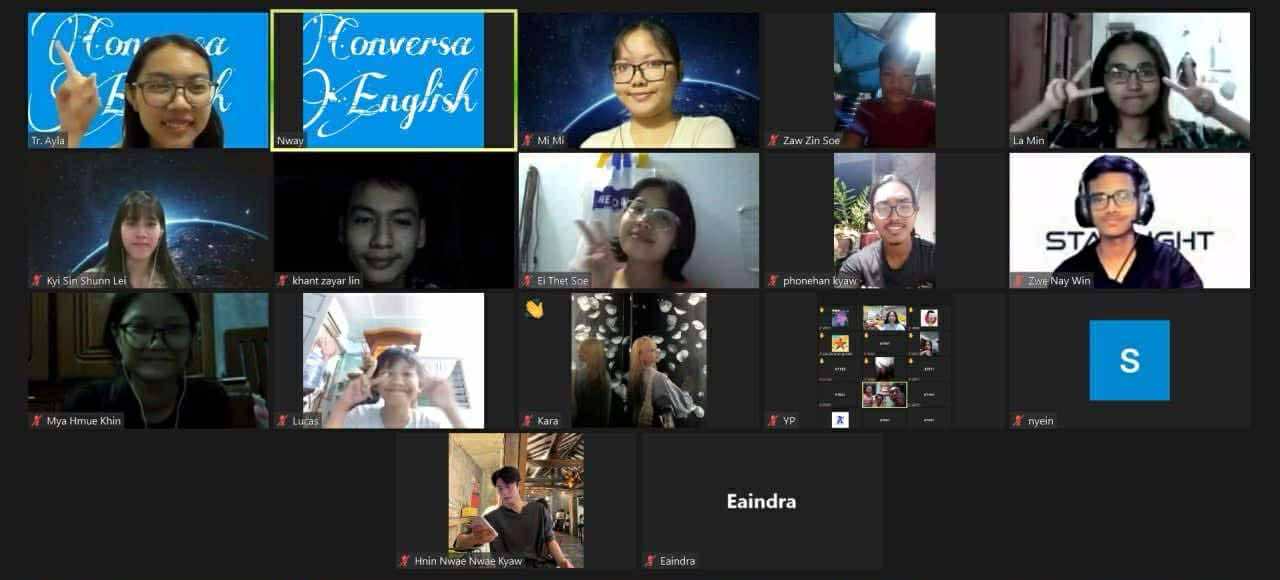 Conversa
English
Tr. Ayla
Conversa
English
Nway
Mi Mi
Zaw Zin Soe
La Min
Kyi Sin Shunn Lei
khant zayar lin
Ei Thet Soe
phonehan kyaw
Zwe Nay Win
Mya Hmue Khin
Lucas
Kara
YP
S
nyein
Hnin Nwae Nwae Kyaw
Eaindra
Eaindra